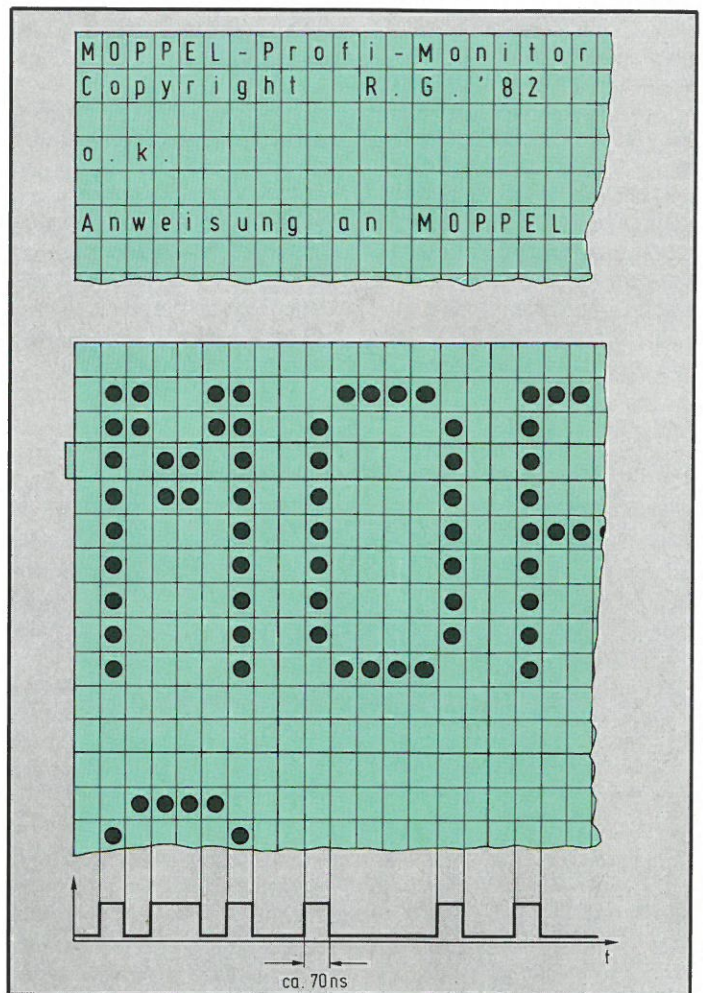 MOPPEL-Profi-Monitor
Copyright R.G.'82
o.k.
Anweisung an MOPPEL
t
ca. 70ns